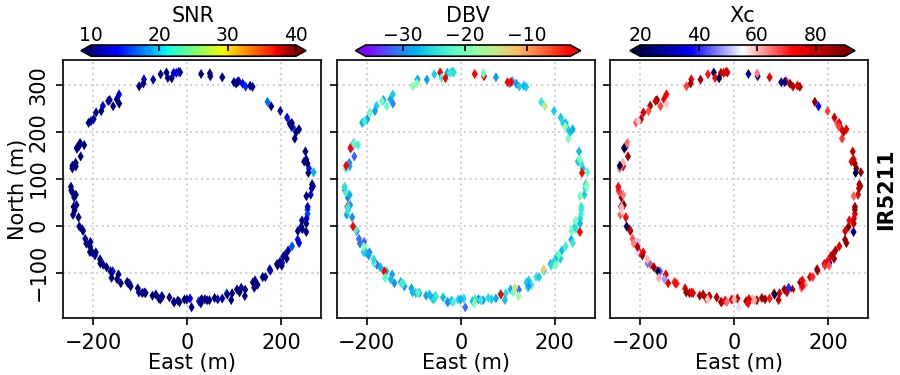 SNR DBV Xc
10 20 30 40 −30 −20 −10 20 40 60 80
North (m)
300
200
100
0
−100
IR5211
−200 0 200 −200 0 200 −200 0 200
East (m) East (m) East (m)